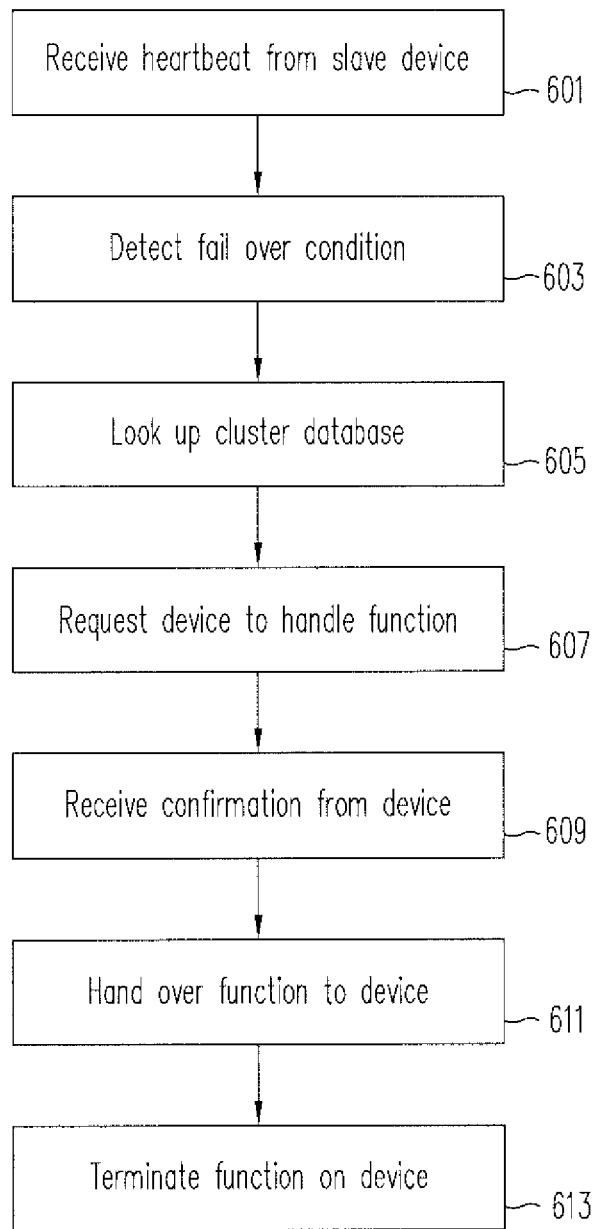 Receive heartbeat from slave device
601
Detect fail over condition
603
Look up cluster database
605
Request device to handle function
607
Receive confirmation from device
609
Hand over function to device
611
Terminate function on device
613